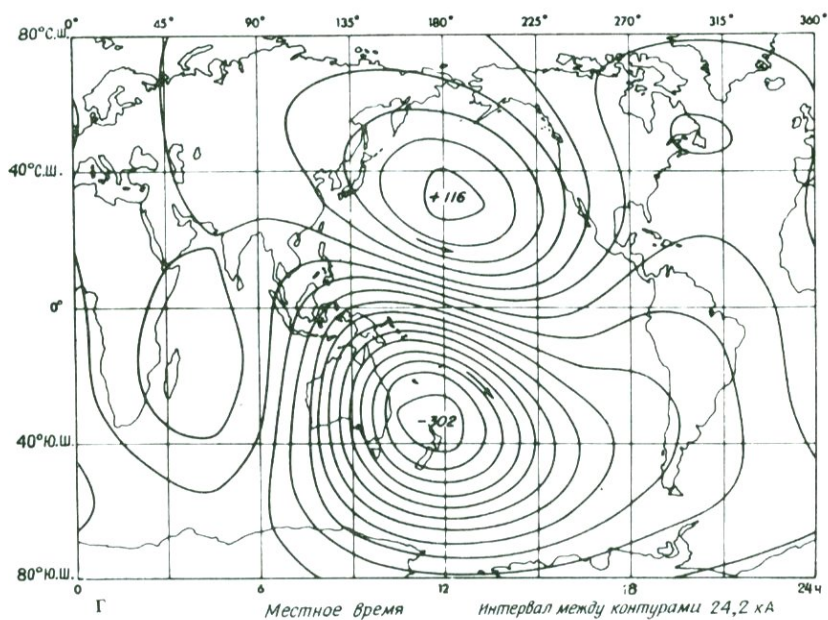 0° 45° 90° 135° 180° 225° 270° 315° 360°
80°С.Ш.
40°С.Ш.
+116
0°
-302
40°Ю.Ш.
80°Ю.Ш.
0 6 12 18 24ч
Г Местное время Интервал между контурами 24,2 кА